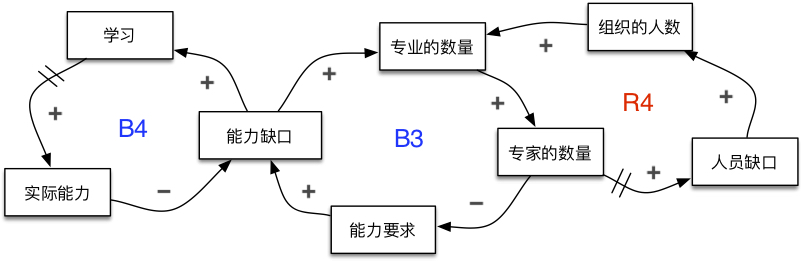 学习
专业的数量
组织的人数
+
+
+
+
+
+
R4
B4
能力缺口
B3
专家的数量
人员缺口
实际能力
−
+
−
+
能力要求